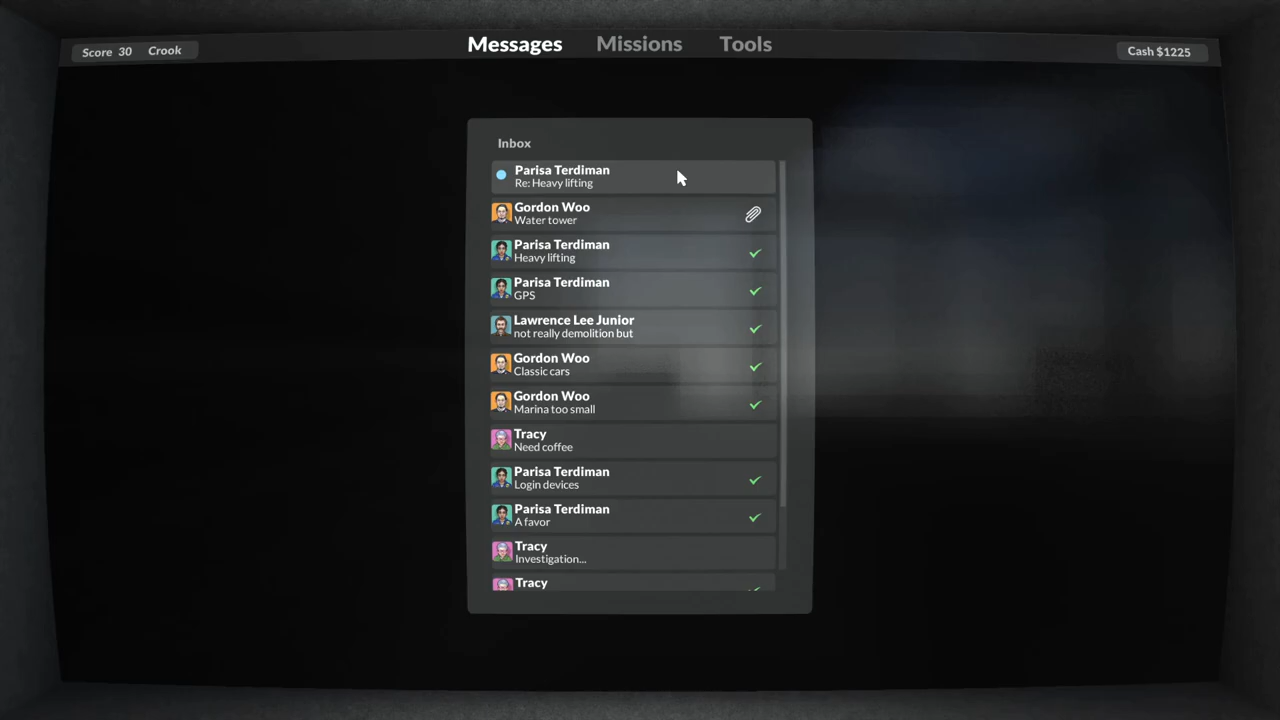 Score 30 Crook
Messages Missions Tools
Cash $1225
Inbox
Parisa Terdiman
Re: Heavy lifting
Gordon Woo
Water tower
Parisa Terdiman
Heavy lifting
Parisa Terdiman
GPS
Lawrence Lee Junior
not really demolition but
Gordon Woo
Classic cars
Gordon Woo
Marina too small
Tracy
Need coffee
Parisa Terdiman
Login devices
Parisa Terdiman
A favor
Tracy
Investigation...
Tracy